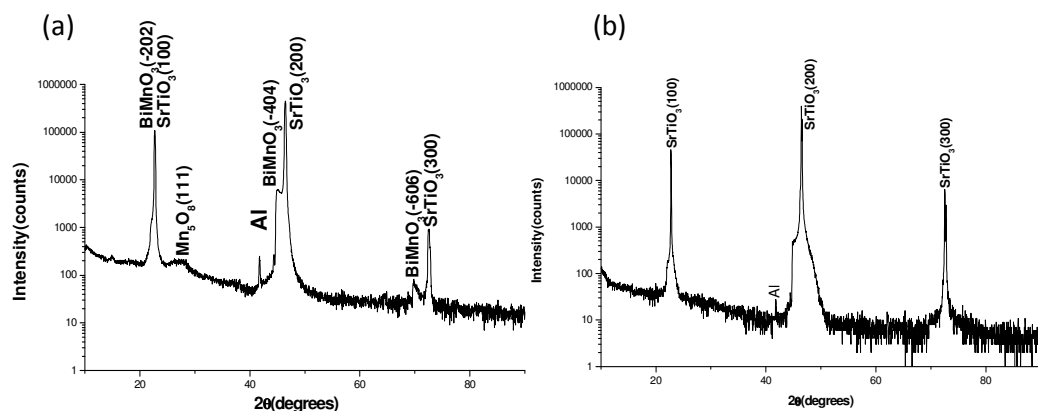 (a)
BiMnO₃(-202)
SrTiO₃(100)
Mn₅O₈(111)
Al
BiMnO₃(-404)
SrTiO₃(200)
BiMnO₃(-606)
SrTiO₃(300)
Intensity(counts)
1000000
100000
10000
1000
100
10
1
20 40 60 80
2θ(degrees)
(b)
SrTiO₃(100)
Al
SrTiO₃(200)
SrTiO₃(300)
Intensity(counts)
1000000
100000
10000
1000
100
10
1
20 40 60 80
2θ(degrees)